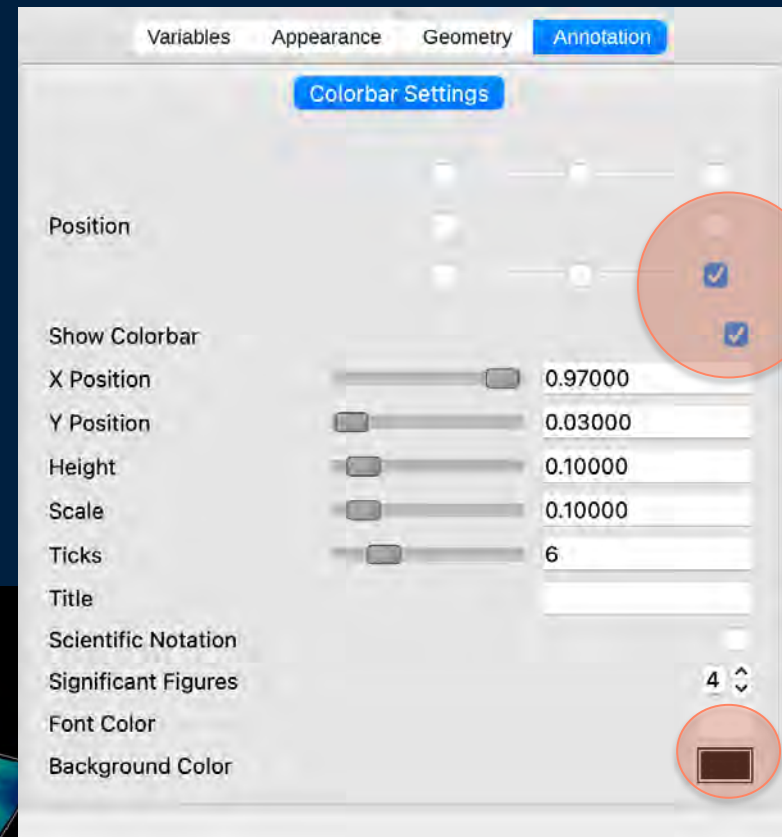 Variables Appearance Geometry Annotation
Colorbar Settings
Position
Show Colorbar
X Position 0.97000
Y Position 0.03000
Height 0.10000
Scale 0.10000
Ticks 6
Title
Scientific Notation
Significant Figures 4
Font Color
Background Color